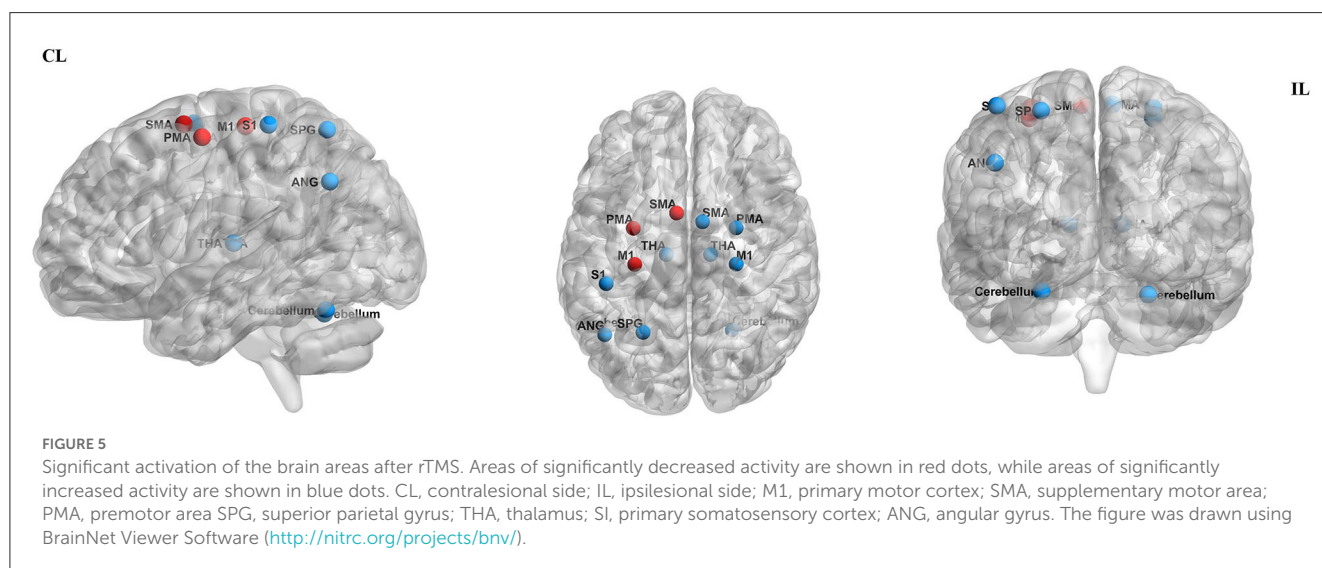 CL
IL
SMA
PMA
M1
S1
SPG
ANG
THA
Cerebellum
Cerebellum
SMA
SMA
PMA
PMA
THA
THA
M1
M1
S1
ANG
SPG
Cerebellum
ANG
Cerebellum
Cerebellum
FIGURE 5
Significant activation of the brain areas after rTMS. Areas of significantly decreased activity are shown in red dots, while areas of significantly
increased activity are shown in blue dots. CL, contralesional side; IL, ipsilesional side; M1, primary motor cortex; SMA, supplementary motor area;
PMA, premotor area SPG, superior parietal gyrus; THA, thalamus; SI, primary somatosensory cortex; ANG, angular gyrus. The figure was drawn using
BrainNet Viewer Software (http://nitrc.org/projects/bnv/).